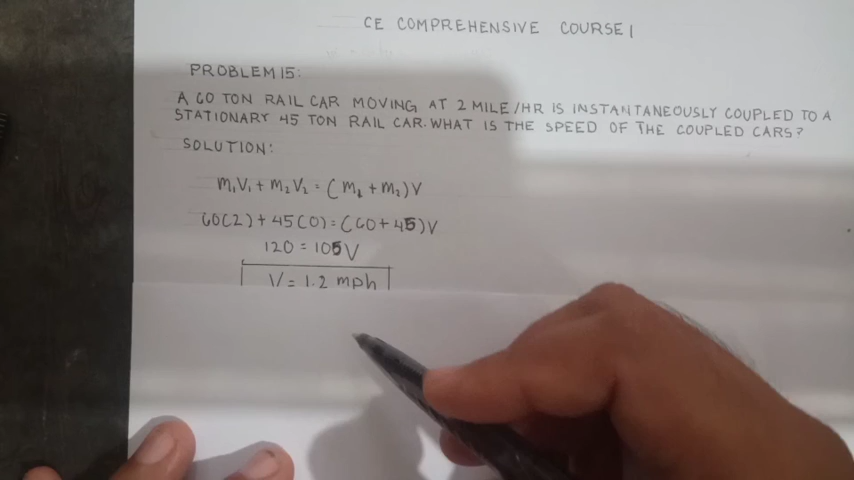 CE COMPREHENSIVE COURSE 1
PROBLEM 15:
A 60 TON RAIL CAR MOVING AT 2 MILE/HR IS INSTANTANEOUSLY COUPLED TO A
STATIONARY 45 TON RAIL CAR. WHAT IS THE SPEED OF THE COUPLED CARS?
SOLUTION:
m₁V₁ + m₂V₂ = (m₁ + m₂)V
60(2) + 45(0) = (60 + 45)V
120 = 105V
V = 1.2 mph